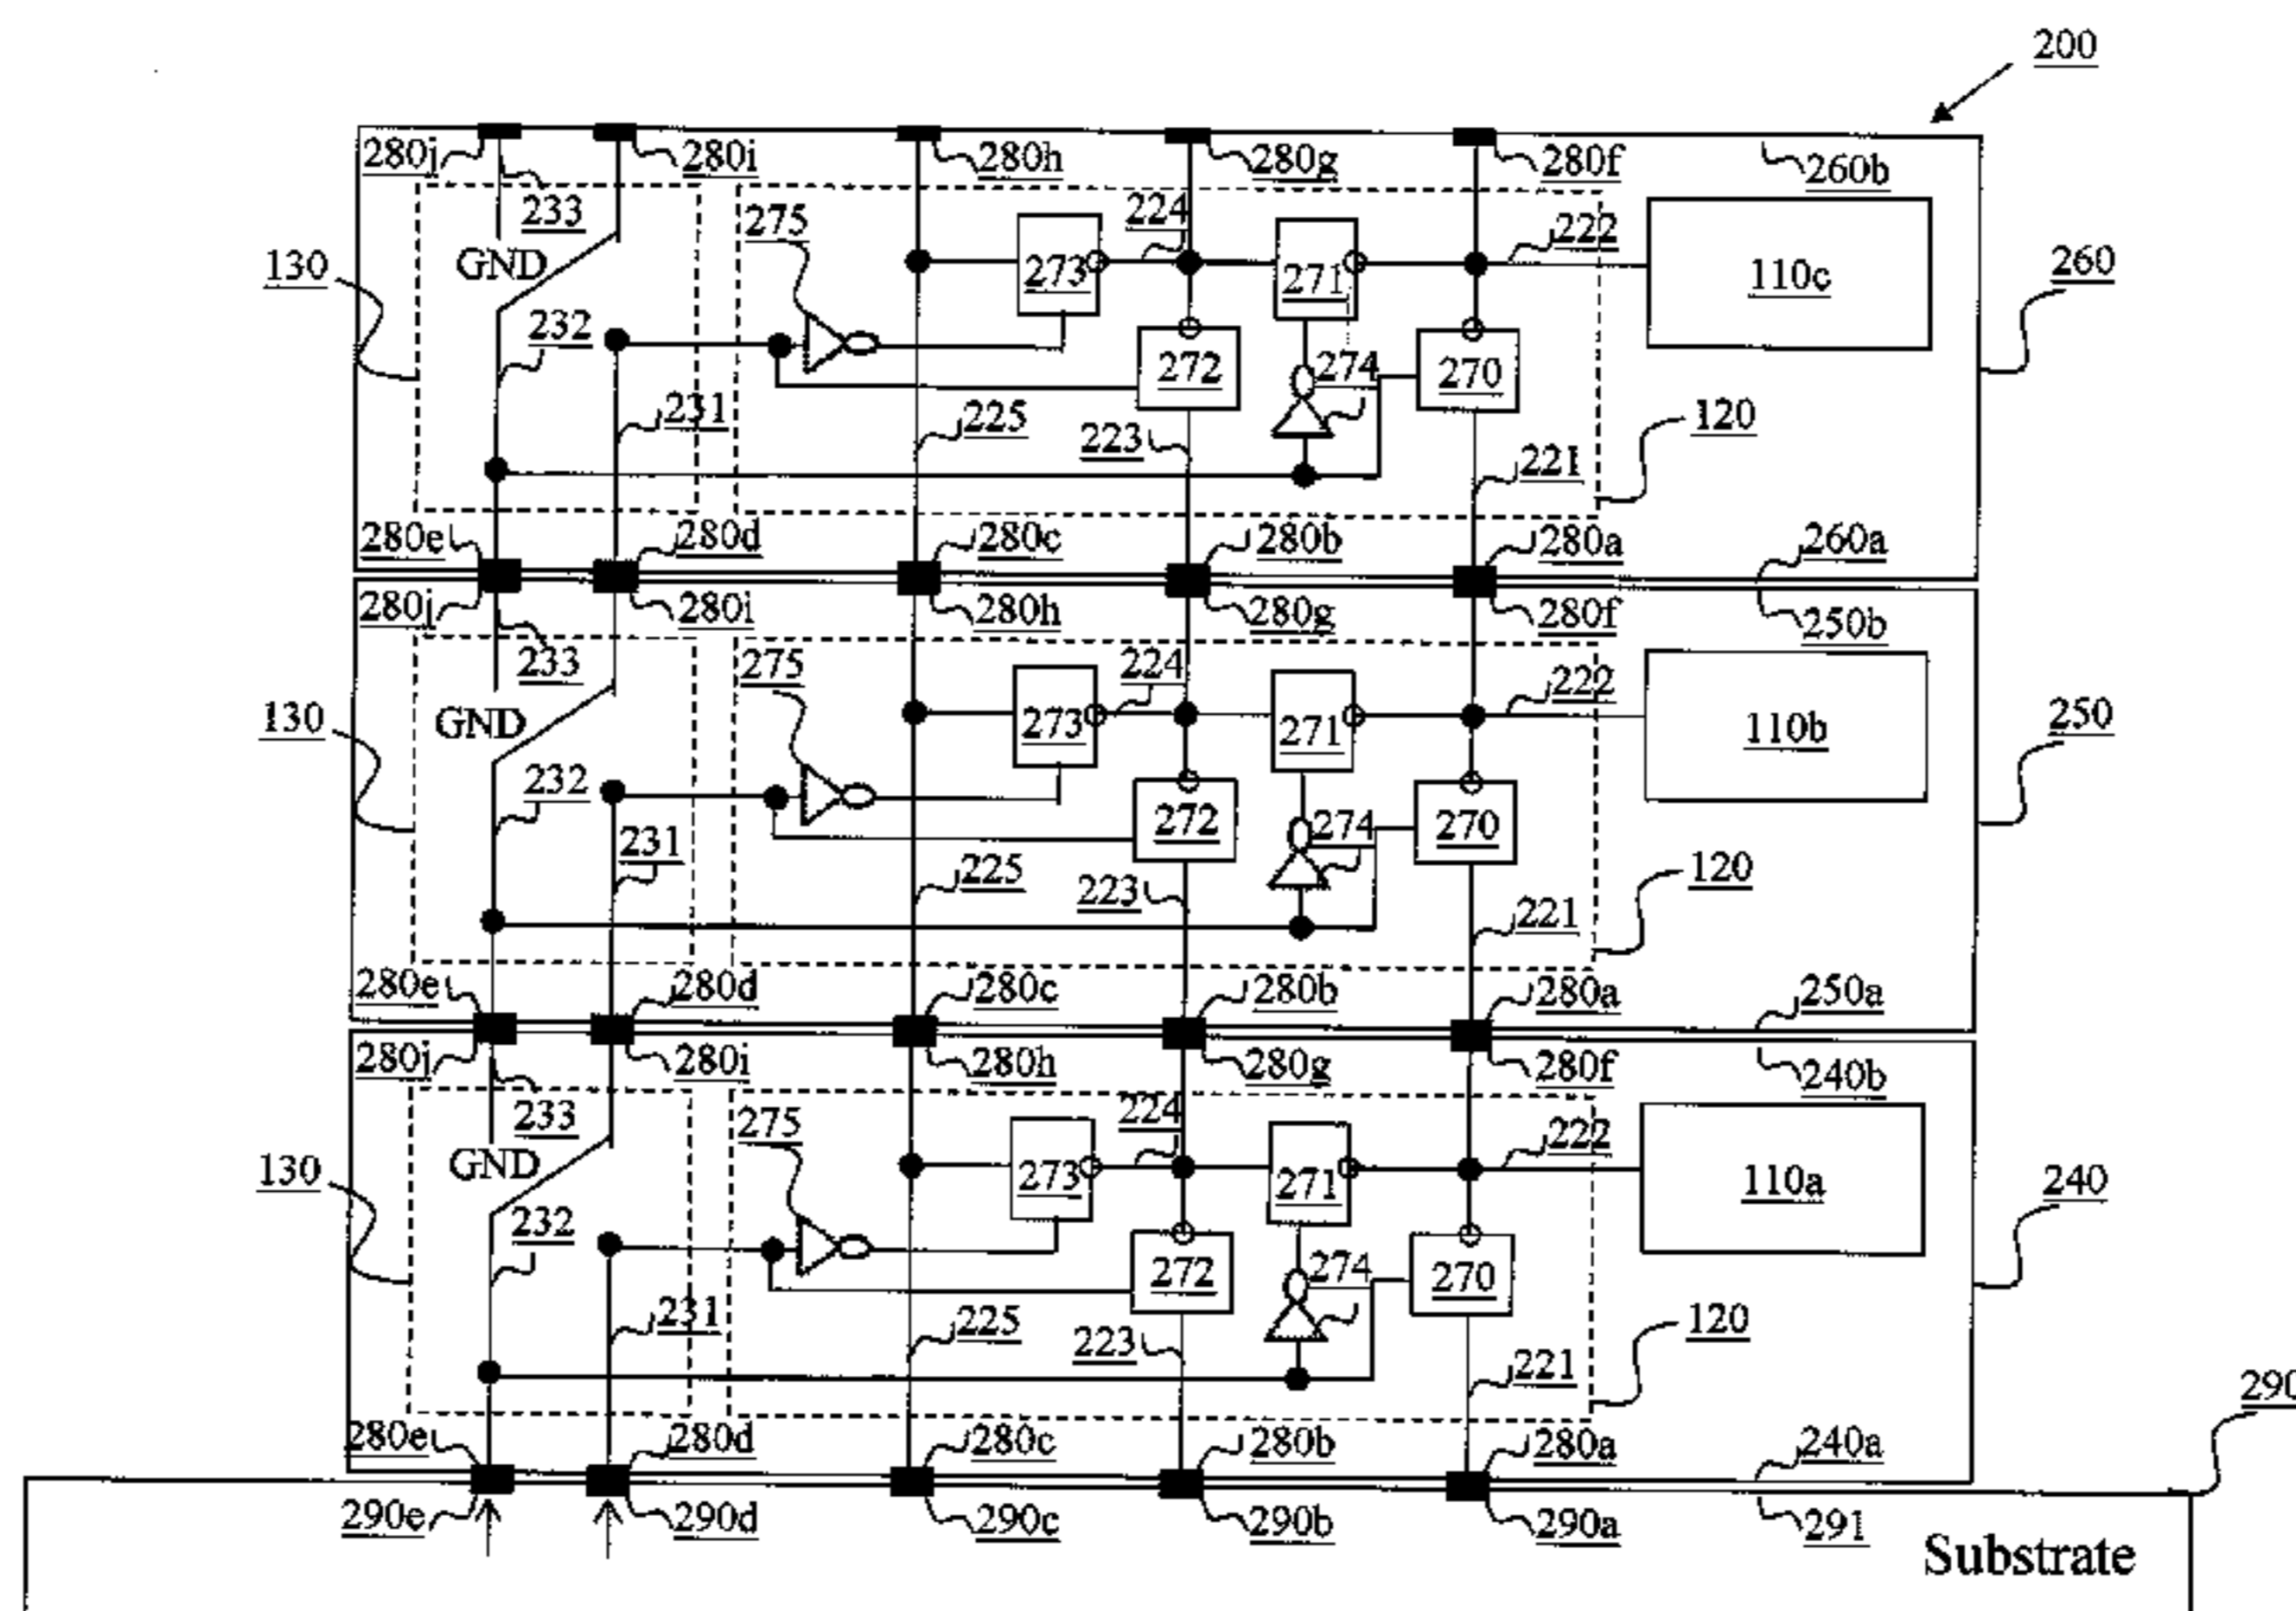 200
280j 280i 280h 280g 280f 260b
233 275 224 222
130 GND 273 271 110c 260
232 272 274 270
231 225 223 221 120
280e 280d 280c 280b 280a 260a
280j 280i 280h 280g 280f 250b
233 275 224 222
130 GND 273 271 110b 250
232 272 274 270
231 225 223 221 120
280e 280d 280c 280b 280a 250a
280j 280i 280h 280g 280f 240b
233 275 224 222
130 GND 273 271 110a 240
232 272 274 270
231 225 223 221 120
290
280e 280d 280c 280b 280a 240a
290e 290d 290c 290b 290a 291
Substrate